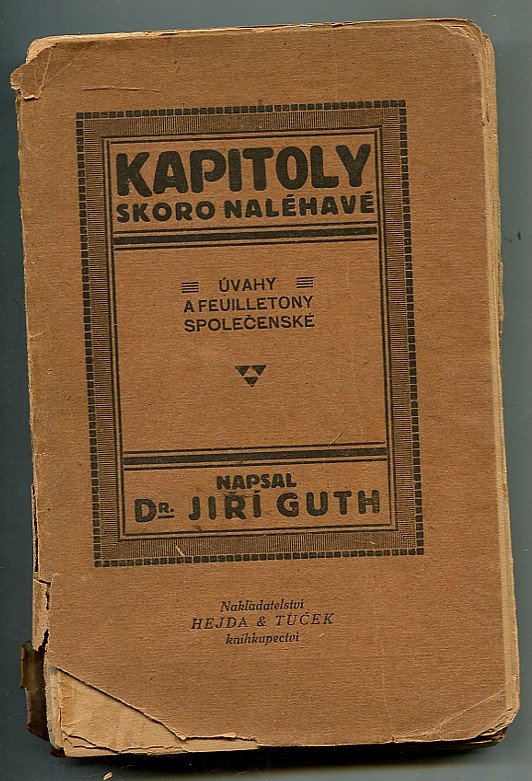 KAPITOLY
SKORO NALÉHAVÉ
ÚVAHY
A FEUILLETONY
SPOLEČENSKÉ
NAPSAL
DR. JIŘÍ GUTH
Nakladatelství
HEJDA & TUČEK
knihkupectví